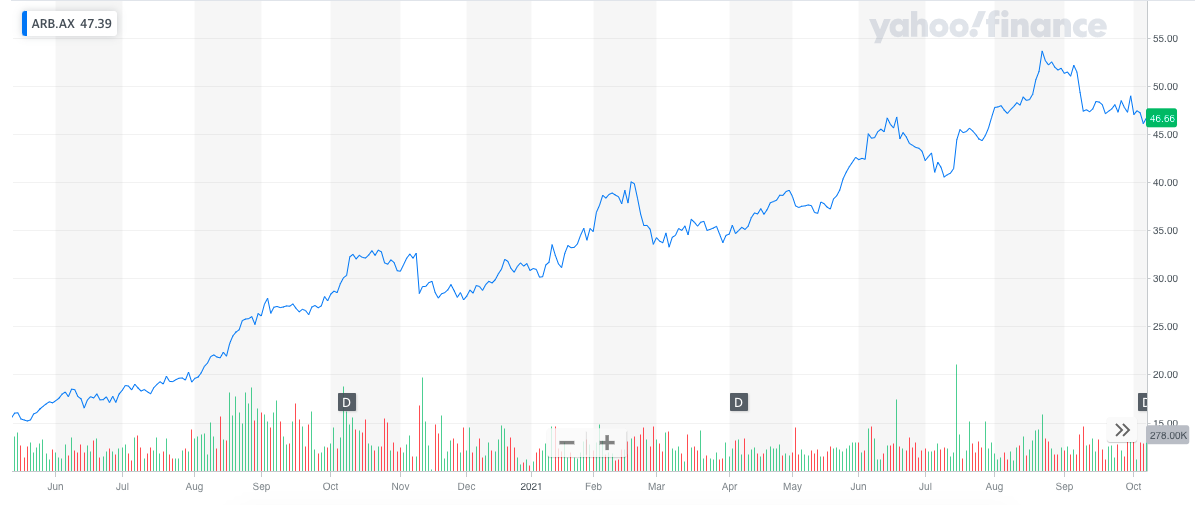 ARB.AX 47.39
yahoo!finance
55.00
50.00
46.66
45.00
40.00
35.00
30.00
25.00
20.00
D
D
D
15.00
278.00K
Jun
Jul
Aug
Sep
Oct
Nov
Dec
2021
Feb
Mar
Apr
May
Jun
Jul
Aug
Sep
Oct